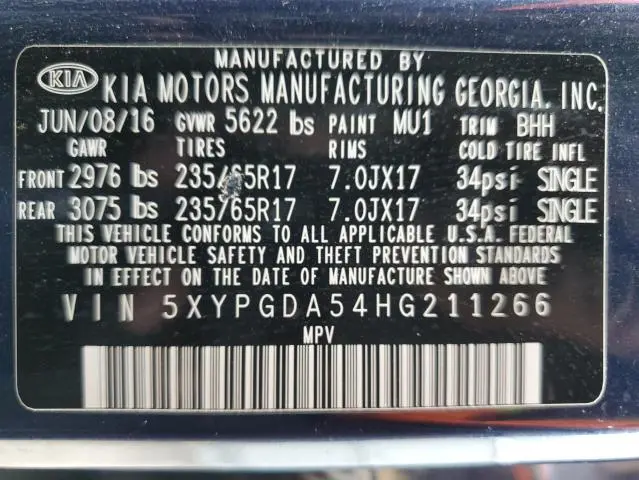 MANUFACTURED BY
KIA KIA MOTORS MANUFACTURING GEORGIA, INC.
JUN/08/16 GVWR 5622 lbs PAINT MU1 TRIM BHH
GAWR TIRES RIMS COLD TIRE INFL
FRONT 2976 lbs 235/65R17 7.0JX17 34psi SINGLE
REAR 3075 lbs 235/65R17 7.0JX17 34psi SINGLE
THIS VEHICLE CONFORMS TO ALL APPLICABLE U.S.A. FEDERAL
MOTOR VEHICLE SAFETY AND THEFT PREVENTION STANDARDS
IN EFFECT ON THE DATE OF MANUFACTURE SHOWN ABOVE
VIN 5XYPGDA54HG211266
MPV